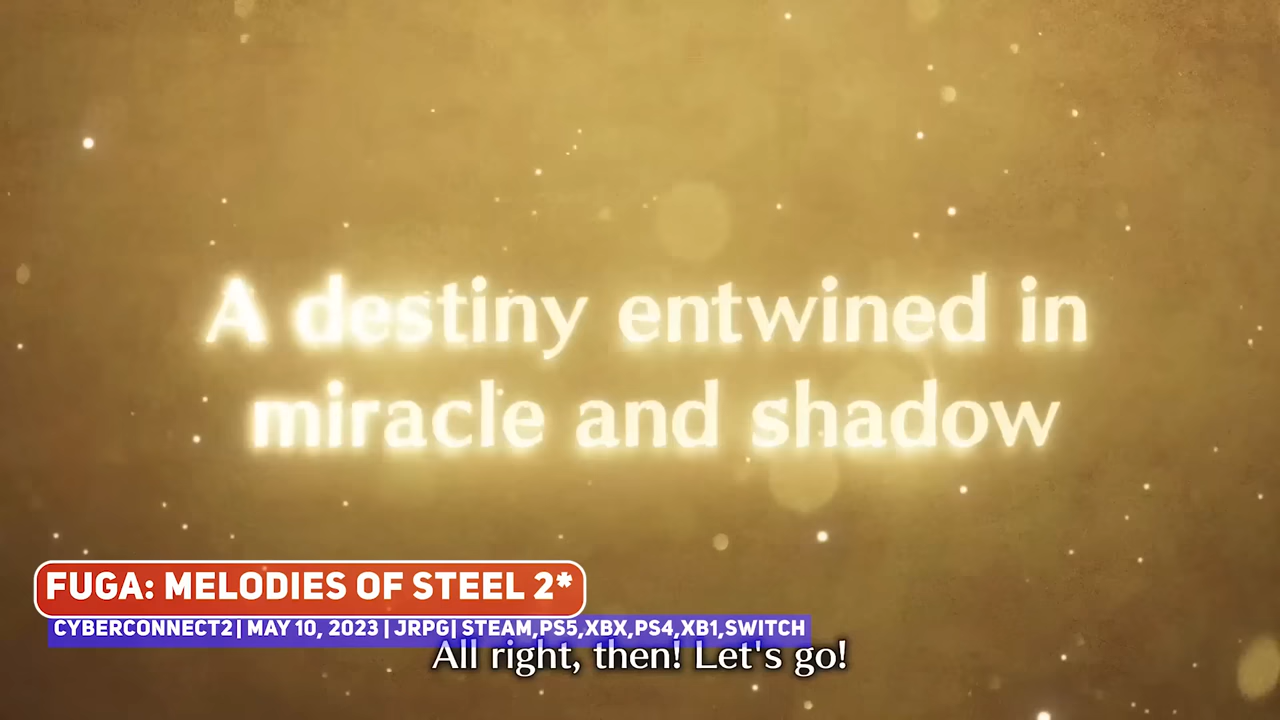 A destiny entwined in
miracle and shadow
FUGA: MELODIES OF STEEL 2*
CYBERCONNECT2| MAY 10, 2023 | JRPG| STEAM,PS5,XBX,PS4,XB1,SWITCH
All right, then! Let's go!